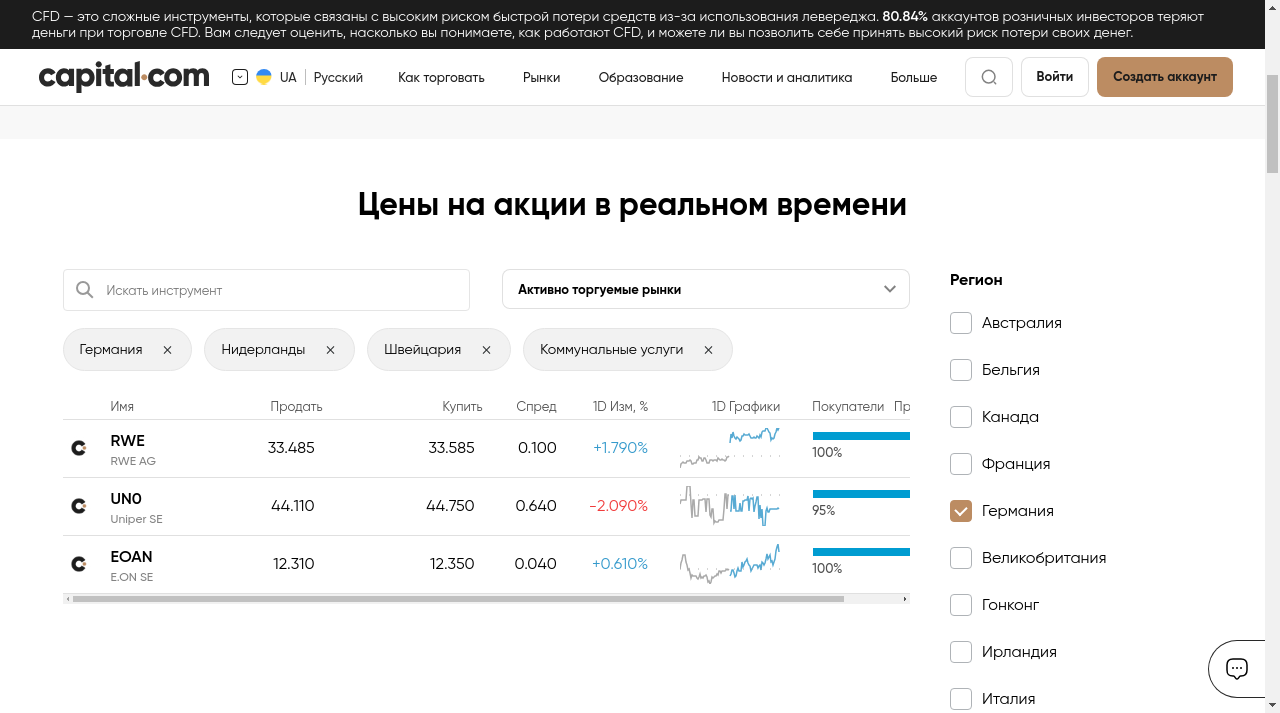 CFD — это сложные инструменты, которые связаны с высоким риском быстрой потери средств из-за использования левереджа. 80.84% аккаунтов розничных инвесторов теряют
деньги при торговле CFD. Вам следует оценить, насколько вы понимаете, как работают CFD, и можете ли вы позволить себе принять высокий риск потери своих денег.
capital.com UA Русский Как торговать Рынки Образование Новости и аналитика Больше Войти Создать аккаунт
Цены на акции в реальном времени
Искать инструмент
Активно торгуемые рынки
Германия Нидерланды Швейцария Коммунальные услуги
Имя Продать Купить Спред 1D Изм, % 1D Графики Покупатели Пр
RWE 33.485 33.585 0.100 +1.790%
RWE AG 100%
UN0 44.110 44.750 0.640 -2.090%
Uniper SE 95%
EOAN 12.310 12.350 0.040 +0.610%
E.ON SE 100%
Регион
Австралия
Бельгия
Канада
Франция
Германия
Великобритания
Гонконг
Ирландия
Италия